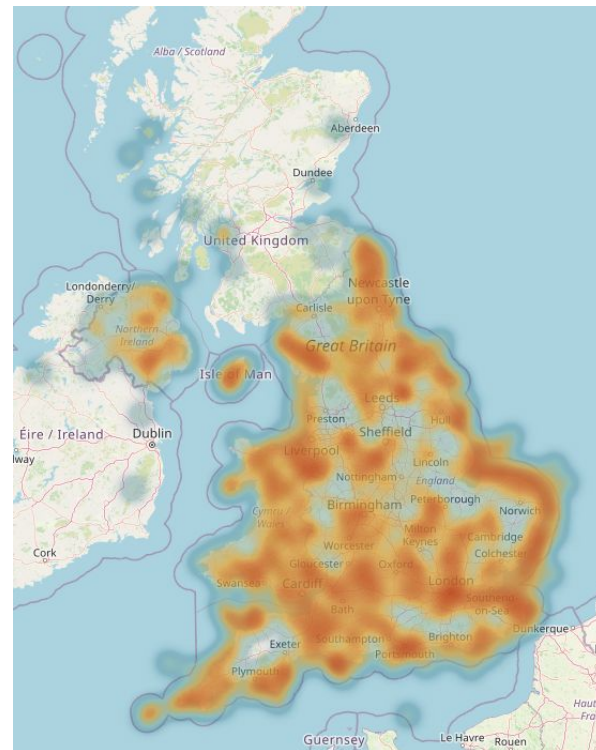 Alba / Scotland
Aberdeen
Dundee
United Kingdom
Londonderry/
Derry
Newcastle
upon Tyne
Carlisle
Northern
Ireland
Great Britain
Isle of Man
Leeds
Preston
Hull
Éire / Ireland
Dublin
Sheffield
Liverpool
lway
Lincoln
Nottingham
England
Peterborough
Norwich
Birmingham
Cymru
Wales
Milton
Keynes
Cambridge
Worcester
Colchester
Cork
Gloucester
Oxford
Swansea
Cardiff
London
Southend-
on-Sea
Bath
Dunkerque
Southampton
Brighton
Exeter
Portsmouth
Plymouth
Guernsey
Le Havre
Rouen
Haut
Fra